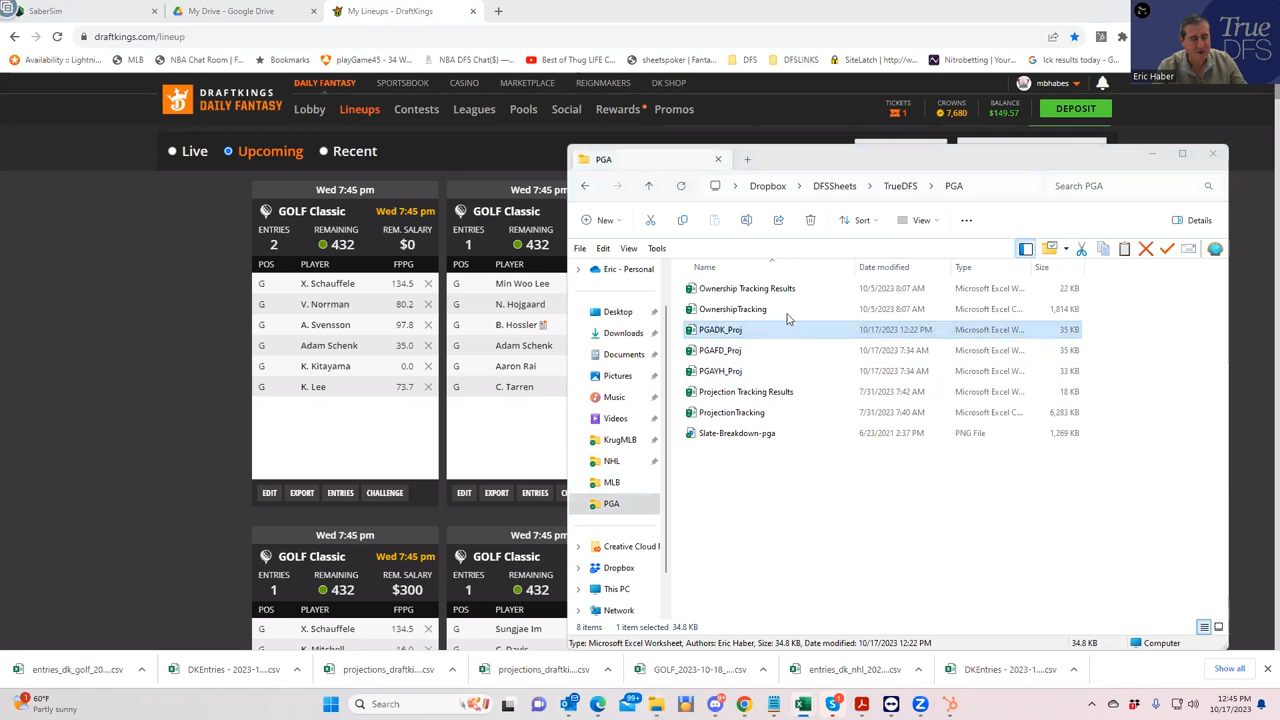 SaberSim
My Drive - Google Drive
My Lineups - DraftKings
draftkings.com/lineup
Availability :: Lightni...
MLB
NBA Chat Room / F...
playGame45 - 34 W...
NBA DFS Chat($) -...
Best of Thug LIFE C...
sheetspoker | Fanta...
DFS
DFSLINKS
SiteLatch | http://w...
Nitrobetting | Your...
Ick results today - C...
True
DFS
Eric Haber
DRAFTKINGS
DAILY FANTASY
DAILY FANTASY SPORTSBOOK CASINO MARKETPLACE REIGNMAKERS DK SHOP
mbhabes
Lobby Lineups Contests Leagues Pools Social Rewards Promos
TICKETS CROWNS BALANCE
1 7,680 $149.57
DEPOSIT
Live Upcoming Recent
Wed 7:45 pm
GOLF Classic Wed 7:45 pm
ENTRIES REMAINING REM. SALARY
2 432 $0
POS PLAYER FPPG
G X. Schauffele 134.5
G V. Norrman 80.2
G A. Svensson 97.8
G Adam Schenk 35.0
G K. Kitayama 0.0
G K. Lee 73.7
EDIT EXPORT ENTRIES CHALLENGE
Wed 7:45 pm
GOLF Classic
ENTRIES REMAINING
1 432
POS PLAYER
G Min Woo Lee
G N. Hojgaard
G B. Hossler
G Adam Schenk
G Aaron Rai
G C. Tarren
EDIT EXPORT ENTRIES
Wed 7:45 pm
GOLF Classic Wed 7:45 pm
ENTRIES REMAINING REM. SALARY
1 432 $300
POS PLAYER FPPG
G X. Schauffele 134.5
Wed 7:45 pm
GOLF Classic
ENTRIES REMAINING
1 432
POS PLAYER
G Sungjae Im
PGA
Dropbox > DFSSheets > TrueDFS > PGA
Search PGA
New Sort View Details
File Edit View Tools
Eric - Personal
Desktop
Downloads
Documents
Pictures
Music
Videos
KrugMLB
NHL
MLB
PGA
Creative Cloud F
Dropbox
This PC
Network
Name Date modified Type Size
Ownership Tracking Results 10/5/2023 8:07 AM Microsoft Excel W... 22 KB
OwnershipTracking 10/5/2023 8:07 AM Microsoft Excel C... 1,814 KB
PGADK_Proj 10/17/2023 12:22 PM Microsoft Excel W... 35 KB
PGAFD_Proj 10/17/2023 7:34 AM Microsoft Excel W... 35 KB
PGAYH_Proj 10/17/2023 7:34 AM Microsoft Excel W... 33 KB
Projection Tracking Results 7/31/2023 7:42 AM Microsoft Excel W... 18 KB
ProjectionTracking 7/31/2023 7:40 AM Microsoft Excel C... 6,283 KB
Slate-Breakdown-pga 6/23/2021 2:37 PM PNG File 1,269 KB
8 items 1 item selected 34.8 KB
Type: Microsoft Excel Worksheet, Authors: Eric Haber, Size: 34.8 KB, Date modified: 10/17/2023 12:22 PM 34.8 KB Computer
entries_dk_golf_20....csv
DKEntries - 2023-1....csv
projections_draftki....csv
projections_draftki....csv
GOLF_2023-10-18_....csv
entries_dk_nhl_202....csv
DKEntries - 2023-1....csv
Show all
60°F
Partly sunny
Search
99+
12:45 PM
10/17/2023